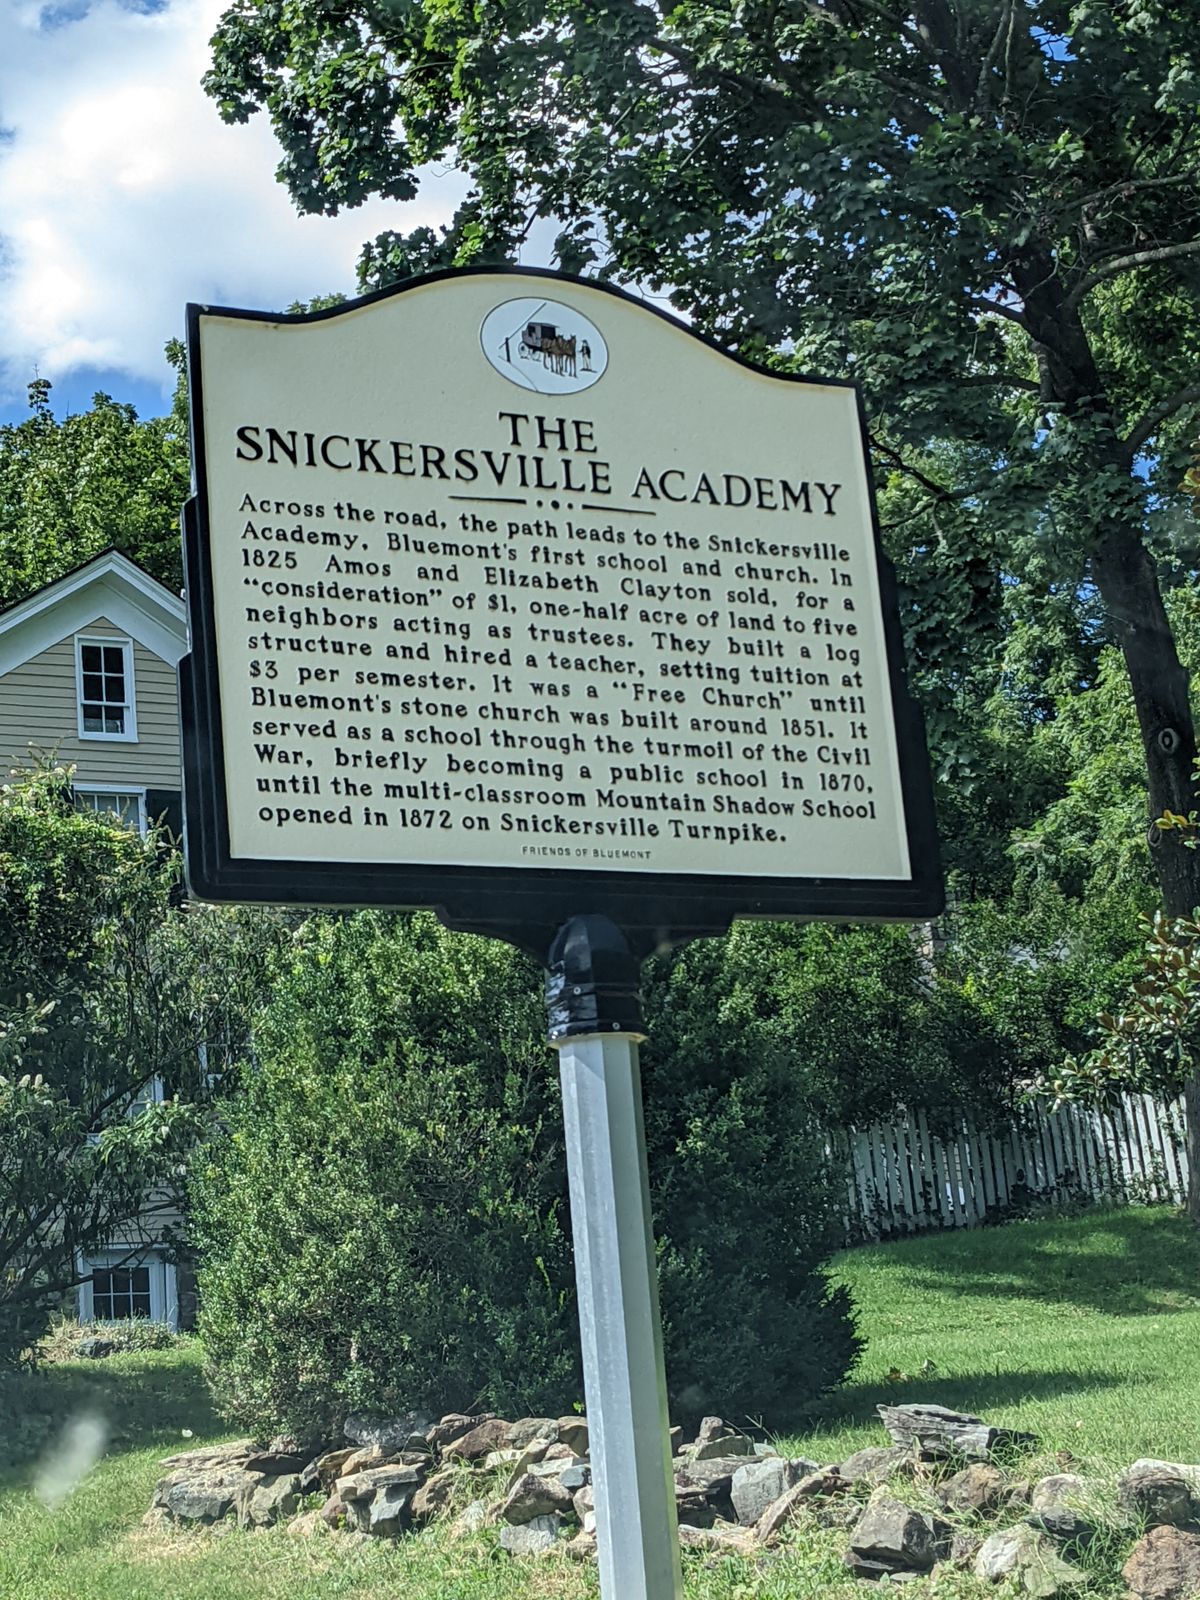 THE
SNICKERSVILLE ACADEMY
Across the road, the path leads to the Snickersville
Academy, Bluemont's first school and church. In
1825 Amos and Elizabeth Clayton sold, for a
"consideration" of $1, one-half acre of land to five
neighbors acting as trustees. They built a log
structure and hired a teacher, setting tuition at
$3 per semester. It was a "Free Church" until
Bluemont's stone church was built around 1851. It
served as a school through the turmoil of the Civil
War, briefly becoming a public school in 1870,
until the multi-classroom Mountain Shadow School
opened in 1872 on Snickersville Turnpike.
FRIENDS OF BLUEMONT